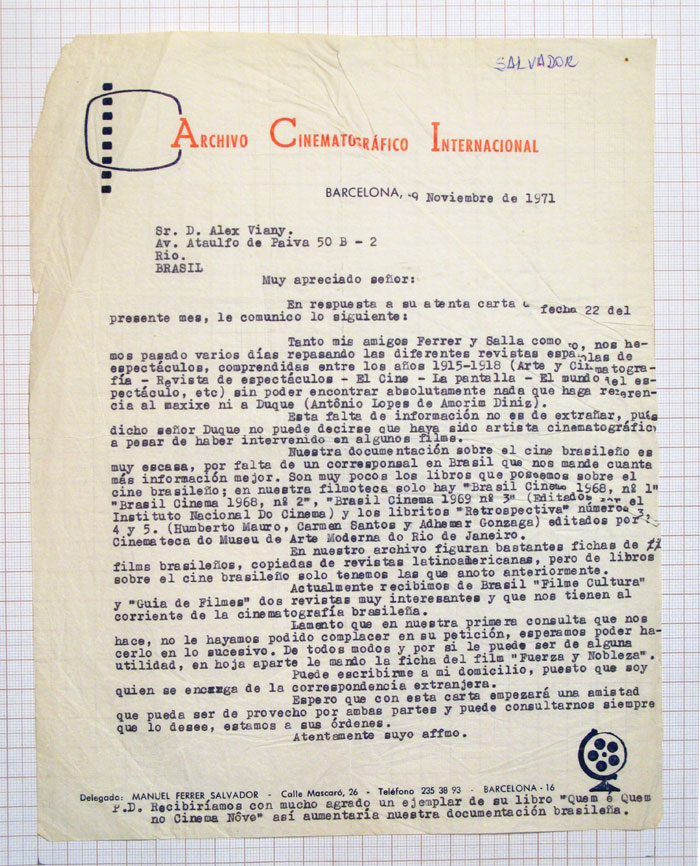 SALVADOR
ARCHIVO CINEMATOGRÁFICO INTERNACIONAL
BARCELONA, 9 Noviembre de 1971
Sr. D. Alex Viany.
Av. Ataulfo de Paiva 50 B - 2
Rio.
BRASIL
Muy apreciado señor:
En respuesta a su atenta carta fecha 22 del
presente mes, le comunico lo siguiente:
Tanto mis amigos Ferrer y Salla como yo, nos he-
mos pasado varios días repasando las diferentes revistas españolas de
espectáculos, comprendidas entre los años 1915-1918 (Arte y Cinematogra-
fía - Revista de espectáculos - El Cine - La pantalla - El mundo del es-
pectáculo, etc) sin poder encontrar absolutamente nada que haga referen-
cia al maxixe ni a Duque (Antônio Lopes de Amorim Diniz).
Esta falta de información no es de extrañar, pués
dicho señor Duque no puede decirse que haya sido artista cinematográfico
a pesar de haber intervenido en algunos films.
Nuestra documentación sobre el cine brasileño es
muy escasa, por falta de un corresponsal en Brasil que nos mande cuanta
más información mejor. Son muy pocos los libros que poseemos sobre el
cine brasileño; en nuestra filmoteca solo hay "Brasil Cinema 1968, nº 1"
"Brasil Cinema 1968, nº 2", "Brasil Cinema 1969 nº 3" (Editados por el
Instituto Nacional Do Cinema) y los libritos "Retrospectiva" números 3,
4 y 5. (Humberto Mauro, Carmen Santos y Adhemar Gonzaga) editados por
Cinemateca do Museu de Arte Moderna do Rio de Janeiro.
En nuestro archivo figuran bastantes fichas de
films brasileños, copiadas de revistas latinoamericanas, pero de libros
sobre el cine brasileño solo tenemos las que anoto anteriormente.
Actualmente recibimos de Brasil "Filme Cultura"
y "Guia de Filmes" dos revistas muy interesantes y que nos tienen al
corriente de la cinematografía brasileña.
Lamento que en nuestra primera consulta que nos
hace, no le hayamos podido complacer en su petición, esperamos poder ha-
cerlo en lo sucesivo. De todos modos y por si le puede ser de alguna
utilidad, en hoja aparte le mando la ficha del film "Fuerza y Nobleza".
Puede escribirme a mi domicilio, puesto que soy
quien se encarga de la correspondencia extranjera.
Espero que con esta carta empezará una amistad
que pueda ser de provecho por ambas partes y puede consultarnos siempre
que lo desee, estamos a sus órdenes.
Atentamente suyo affmo.
Delegado: MANUEL FERRER SALVADOR - Calle Mascaró, 26 - Teléfono 235 38 93 - BARCELONA - 16
P.D. Recibiríamos con mucho agrado un ejemplar de su libro "Quem é Quem
no Cinema Nôvo" así aumentaría nuestra documentación brasileña.